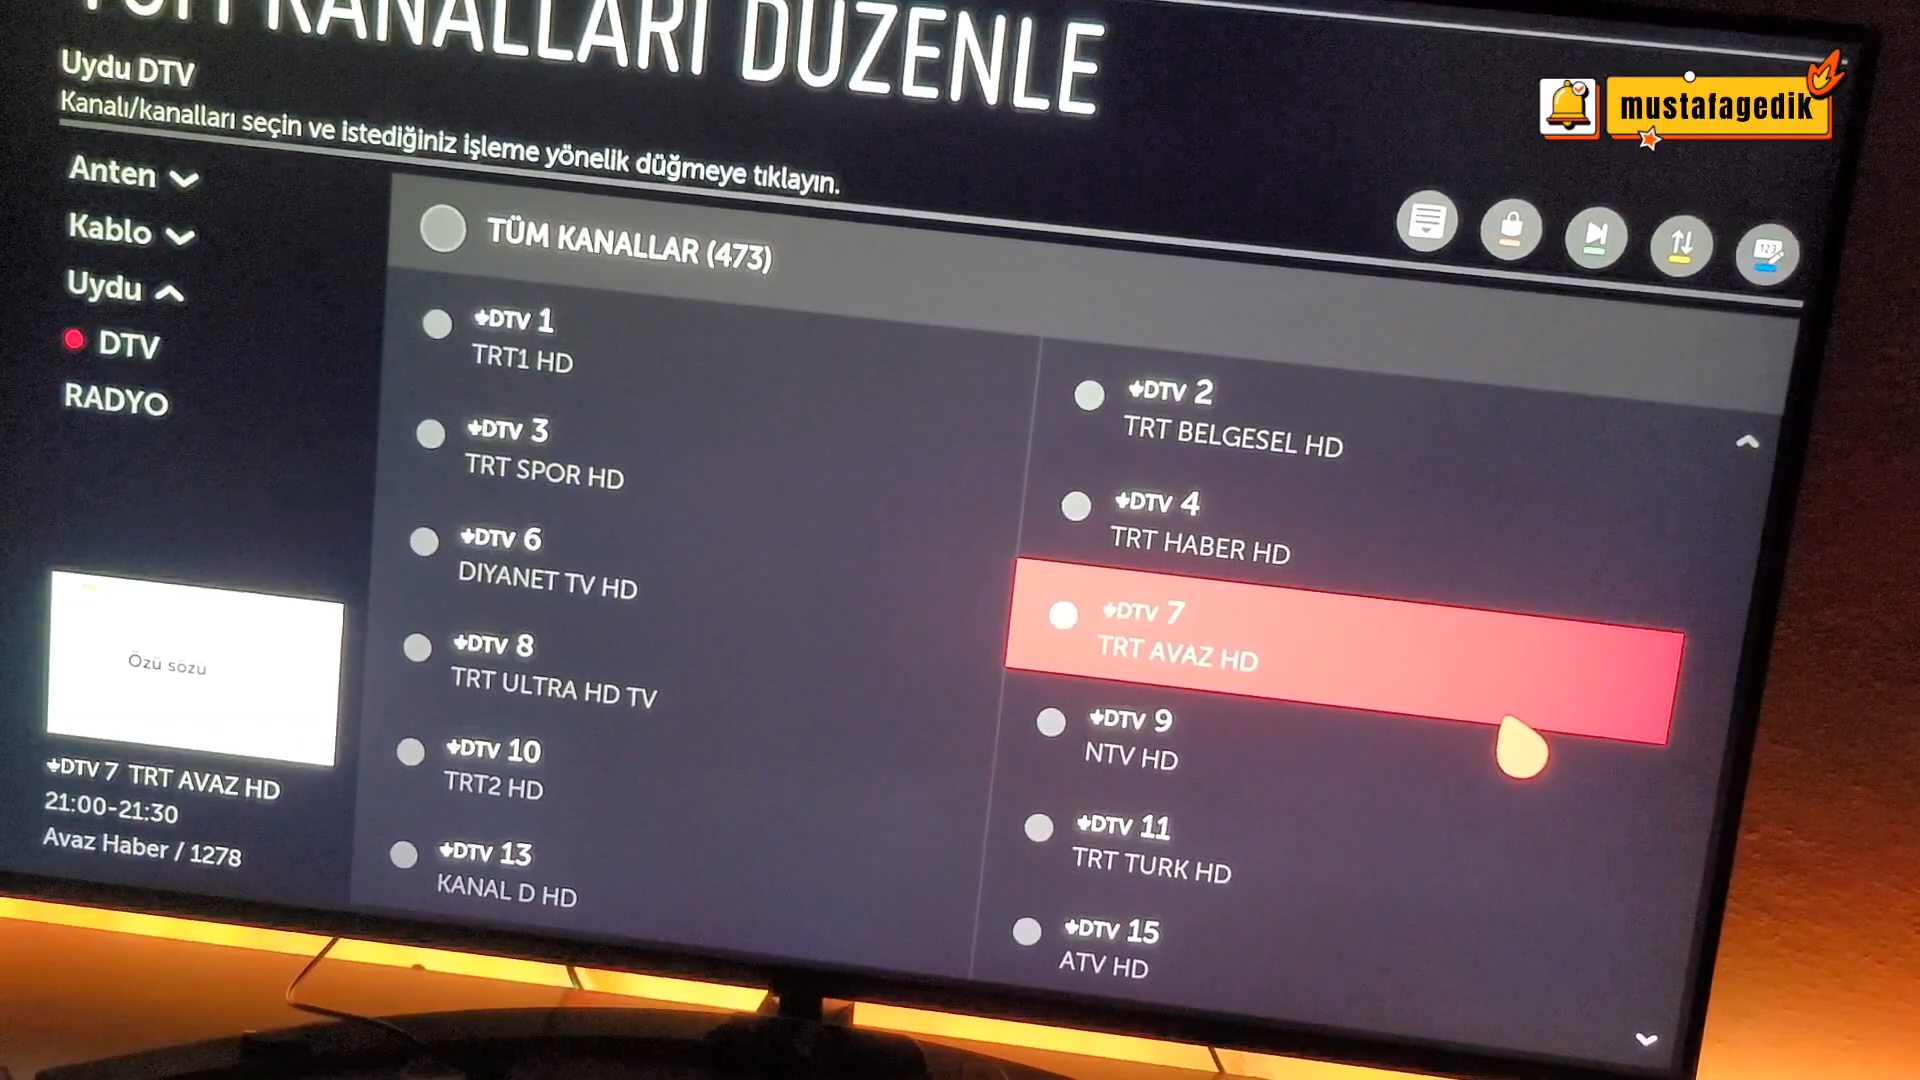 TÜM KANALLARI DÜZENLE
Uydu DTV
Kanalı/kanalları seçin ve istediğiniz işleme yönelik düğmeye tıklayın.
mustafagedik
Anten
Kablo
Uydu
DTV
RADYO
TÜM KANALLAR (473)
123
DTV 1
TRT1 HD
DTV 2
TRT BELGESEL HD
DTV 3
TRT SPOR HD
DTV 4
TRT HABER HD
DTV 6
DIYANET TV HD
DTV 7
TRT AVAZ HD
DTV 8
TRT ULTRA HD TV
DTV 9
NTV HD
DTV 10
TRT2 HD
DTV 11
TRT TURK HD
DTV 13
KANAL D HD
DTV 15
ATV HD
Özü sözü
DTV 7 TRT AVAZ HD
21:00-21:30
Avaz Haber / 1278